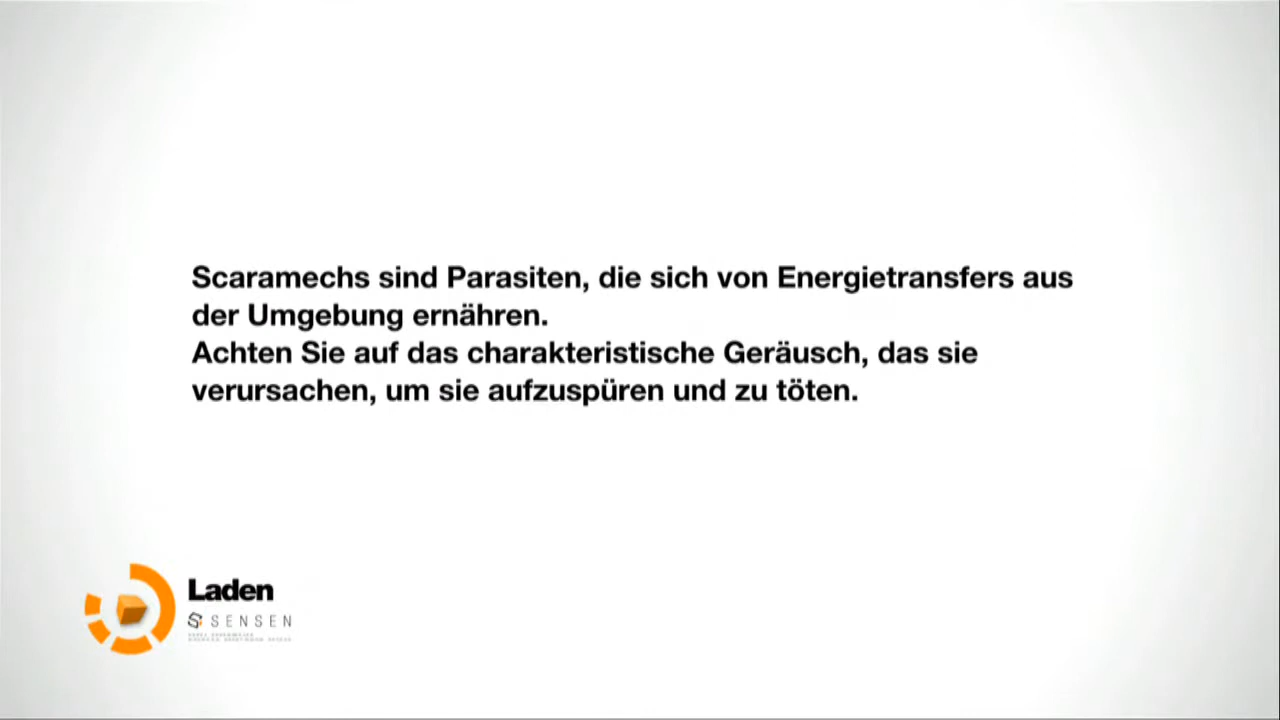 Scaramechs sind Parasiten, die sich von Energietransfers aus
der Umgebung ernähren.
Achten Sie auf das charakteristische Geräusch, das sie
verursachen, um sie aufzuspüren und zu töten.
Laden
SENSEN